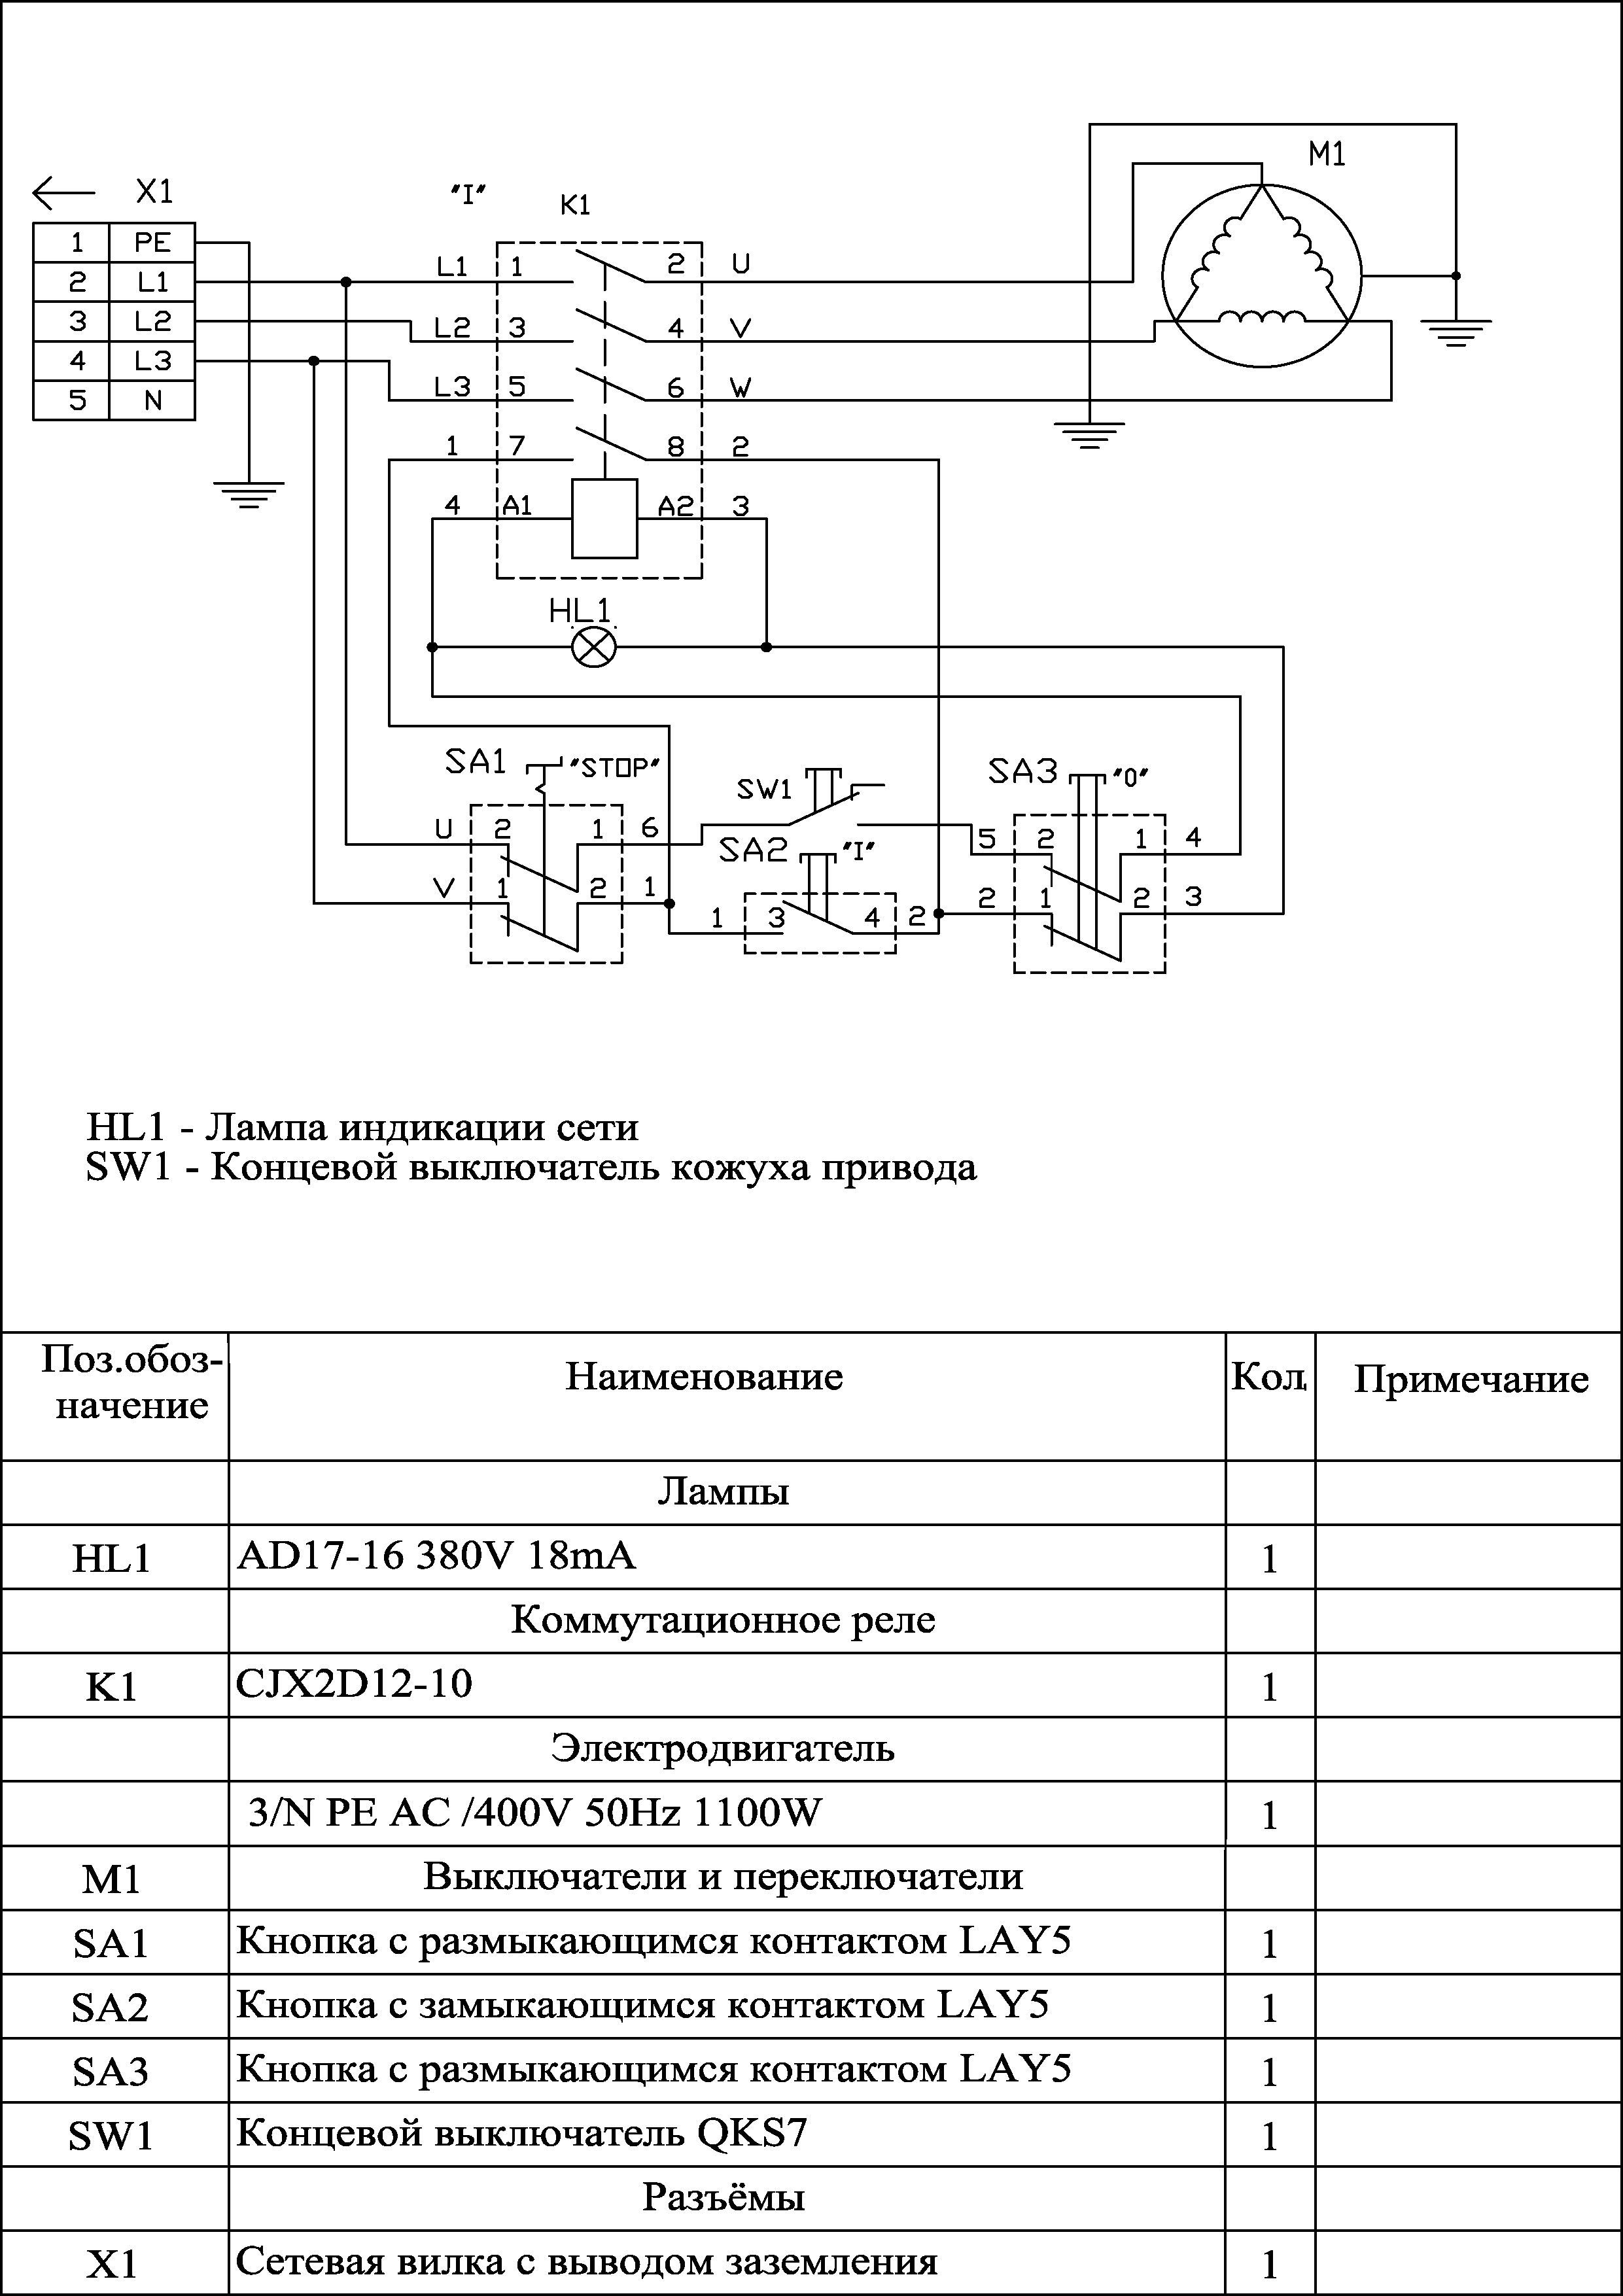 M1
X1 "I" K1
1 PE
2 L1
3 L2
4 L3
5 N
L1 1 2 U
L2 3 4 V
L3 5 6 W
1 7 8 2
4 A1 A2 3
HL1
SA1 "STOP"
SW1
SA3 "0"
U 2 1 6
SA2 "I"
5 2 1 4
V 1 2 1
2 1 2 3
1 3 4 2
HL1 - Лампа индикации сети
SW1 - Концевой выключатель кожуха привода
Поз.обоз-
начение
Наименование Кол Примечание
Лампы
HL1 AD17-16 380V 18mA 1
Коммутационное реле
K1 CJX2D12-10 1
Электродвигатель
3/N PE AC /400V 50Hz 1100W 1
M1 Выключатели и переключатели
SA1 Кнопка с размыкающимся контактом LAY5 1
SA2 Кнопка с замыкающимся контактом LAY5 1
SA3 Кнопка с размыкающимся контактом LAY5 1
SW1 Концевой выключатель QKS7 1
Разъёмы
X1 Сетевая вилка с выводом заземления 1